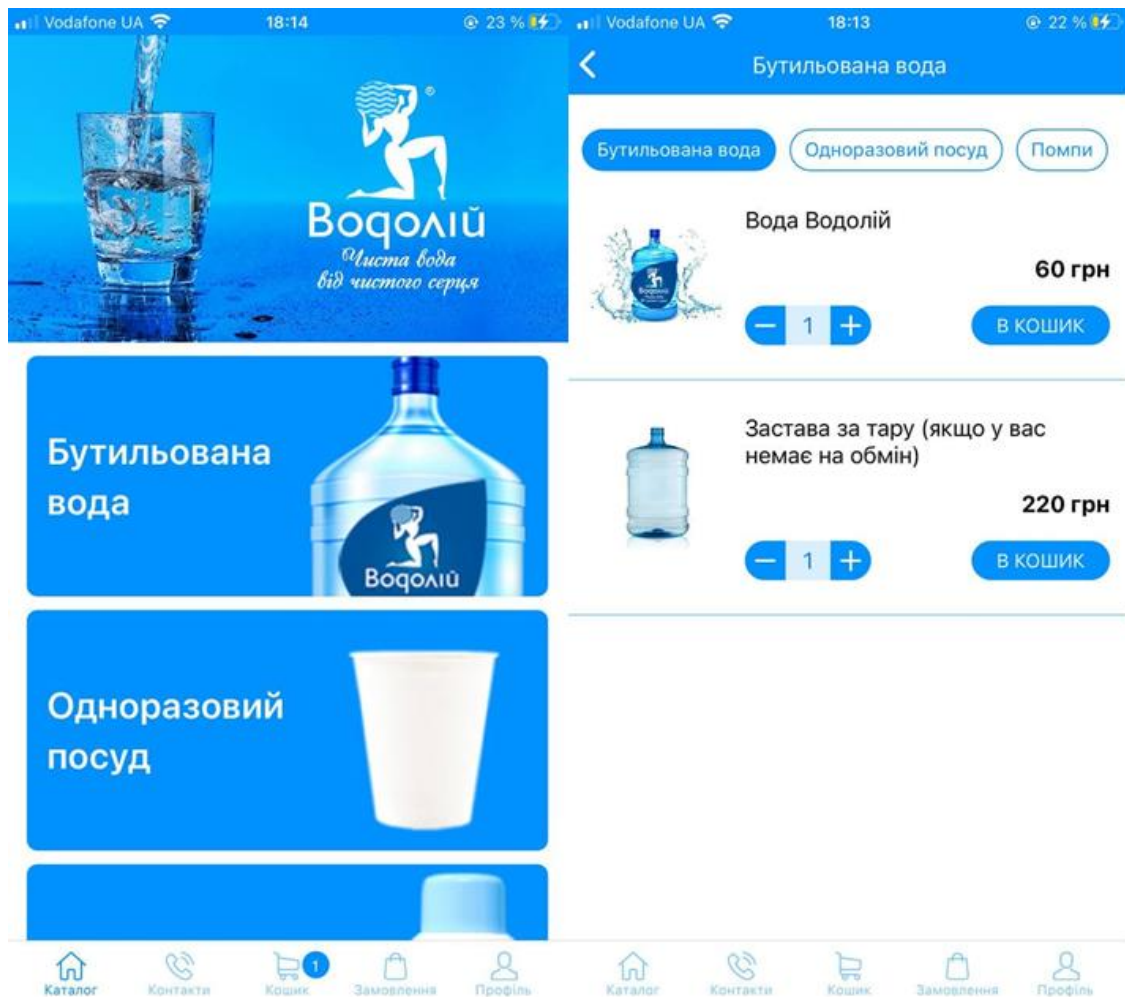 Vodafone UA
18:14
23 %
®
Водолій
Чиста вода
від чистого серця
Бутильована
вода
Водолій
Одноразовий
посуд
Каталог
Контакти
1
Кошик
Замовлення
Профіль
Vodafone UA
18:13
22 %
Бутильована вода
Бутильована вода
Одноразовий посуд
Помпи
Вода Водолій
Водолій
60 грн
1
В КОШИК
Застава за тару (якщо у вас
немає на обмін)
220 грн
1
В КОШИК
Каталог
Контакти
Кошик
Замовлення
Профіль